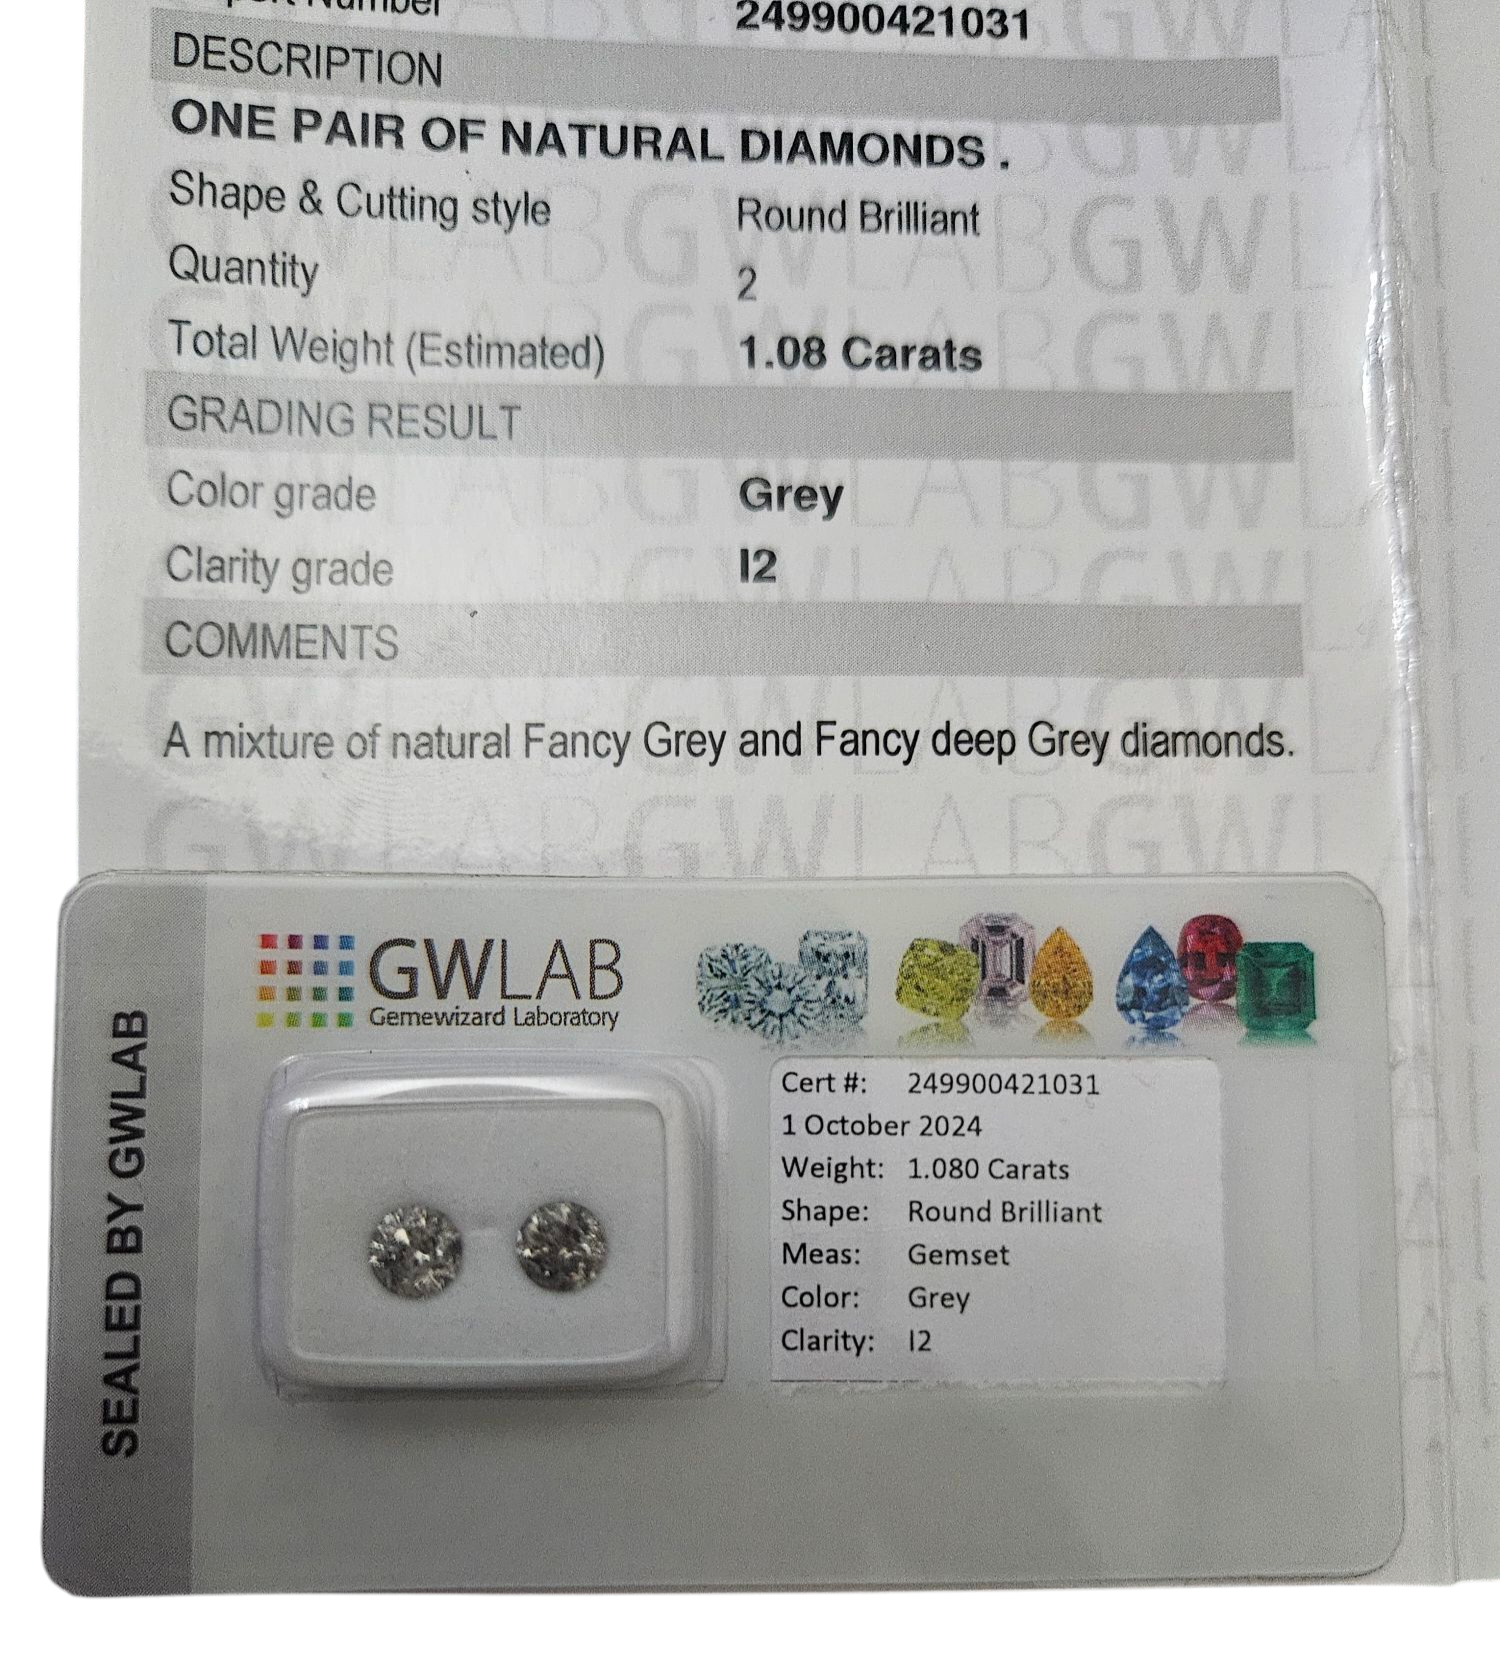 Number 249900421031
DESCRIPTION
ONE PAIR OF NATURAL DIAMONDS .
Shape & Cutting style Round Brilliant
Quantity 2
Total Weight (Estimated) 1.08 Carats
GRADING RESULT
Color grade Grey
Clarity grade I2
COMMENTS
A mixture of natural Fancy Grey and Fancy deep Grey diamonds.
SEALED BY GWLAB
GWLAB
Gemewizard Laboratory
Cert #: 249900421031
1 October 2024
Weight: 1.080 Carats
Shape: Round Brilliant
Meas: Gemset
Color: Grey
Clarity: I2